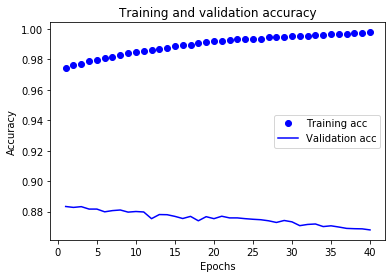 Training and validation accuracy
Accuracy
1.00
0.98
0.96
0.94
0.92
0.90
0.88
Training acc
Validation acc
0 5 10 15 20 25 30 35 40
Epochs